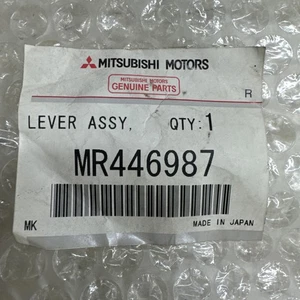 MITSUBISHI MOTORS
MITSUBISHI MOTORS
GENUINE PARTS
R
LEVER ASSY, QTY:1
MR446987
MK MADE IN JAPAN